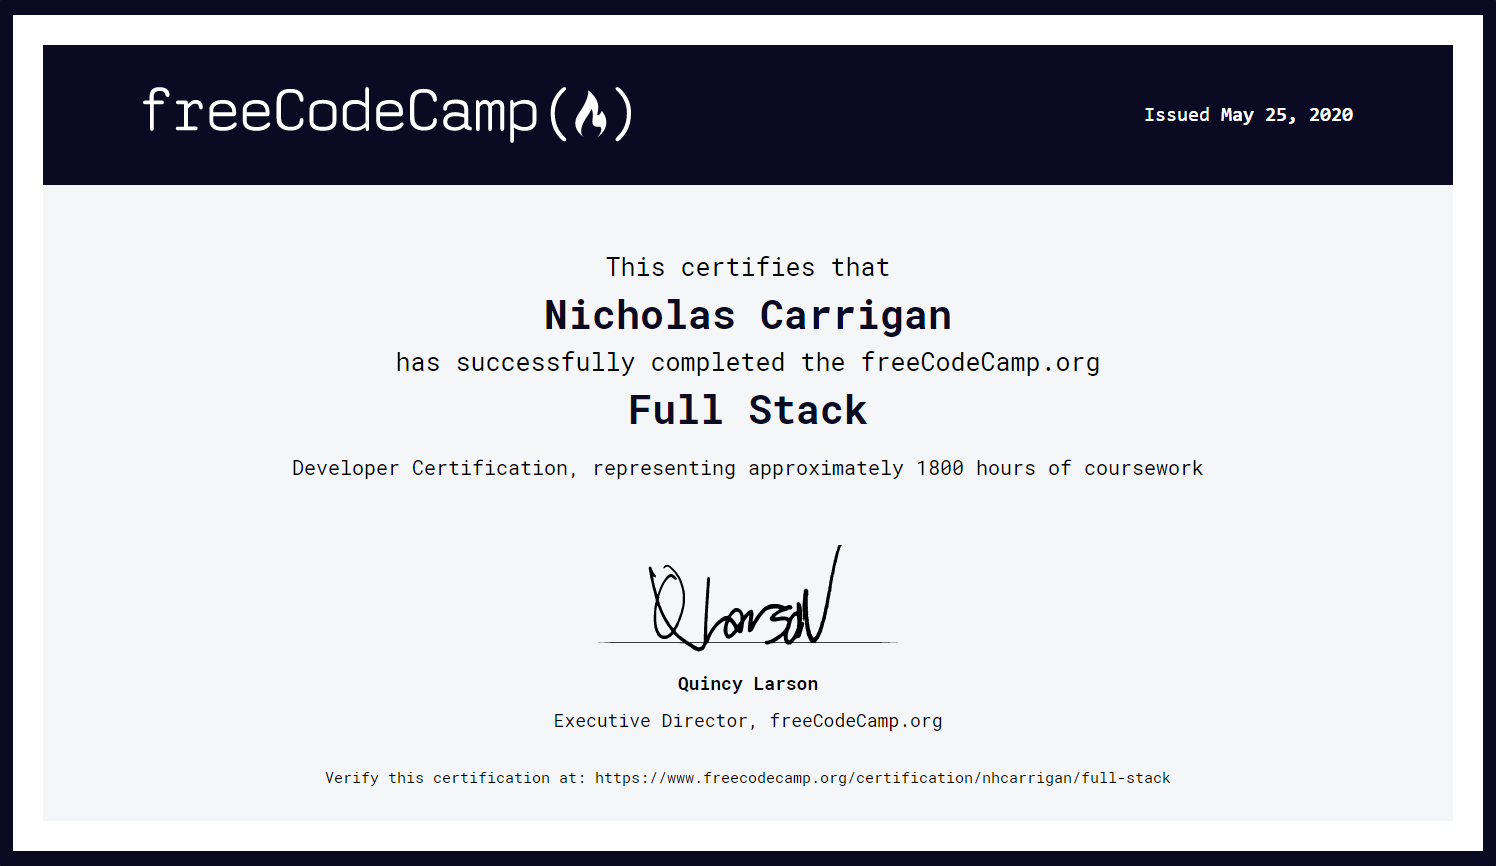 freeCodeCamp(🔥)
Issued May 25, 2020
This certifies that
Nicholas Carrigan
has successfully completed the freeCodeCamp.org
Full Stack
Developer Certification, representing approximately 1800 hours of coursework
Q Larson
Quincy Larson
Executive Director, freeCodeCamp.org
Verify this certification at: https://www.freecodecamp.org/certification/nhcarrigan/full-stack